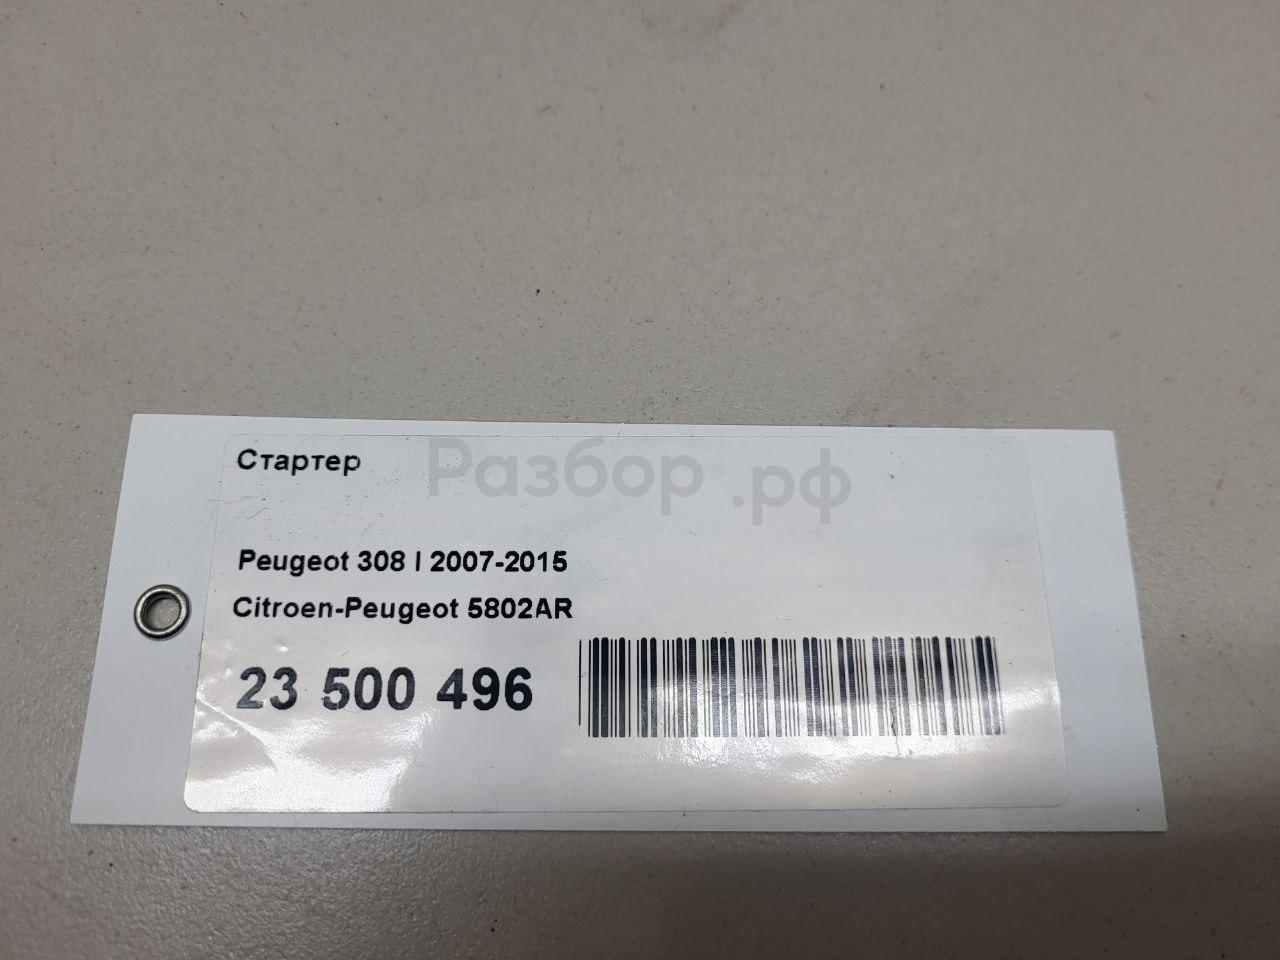 Стартер
Разбор.рф
Peugeot 308 I 2007-2015
Citroen-Peugeot 5802AR
23 500 496